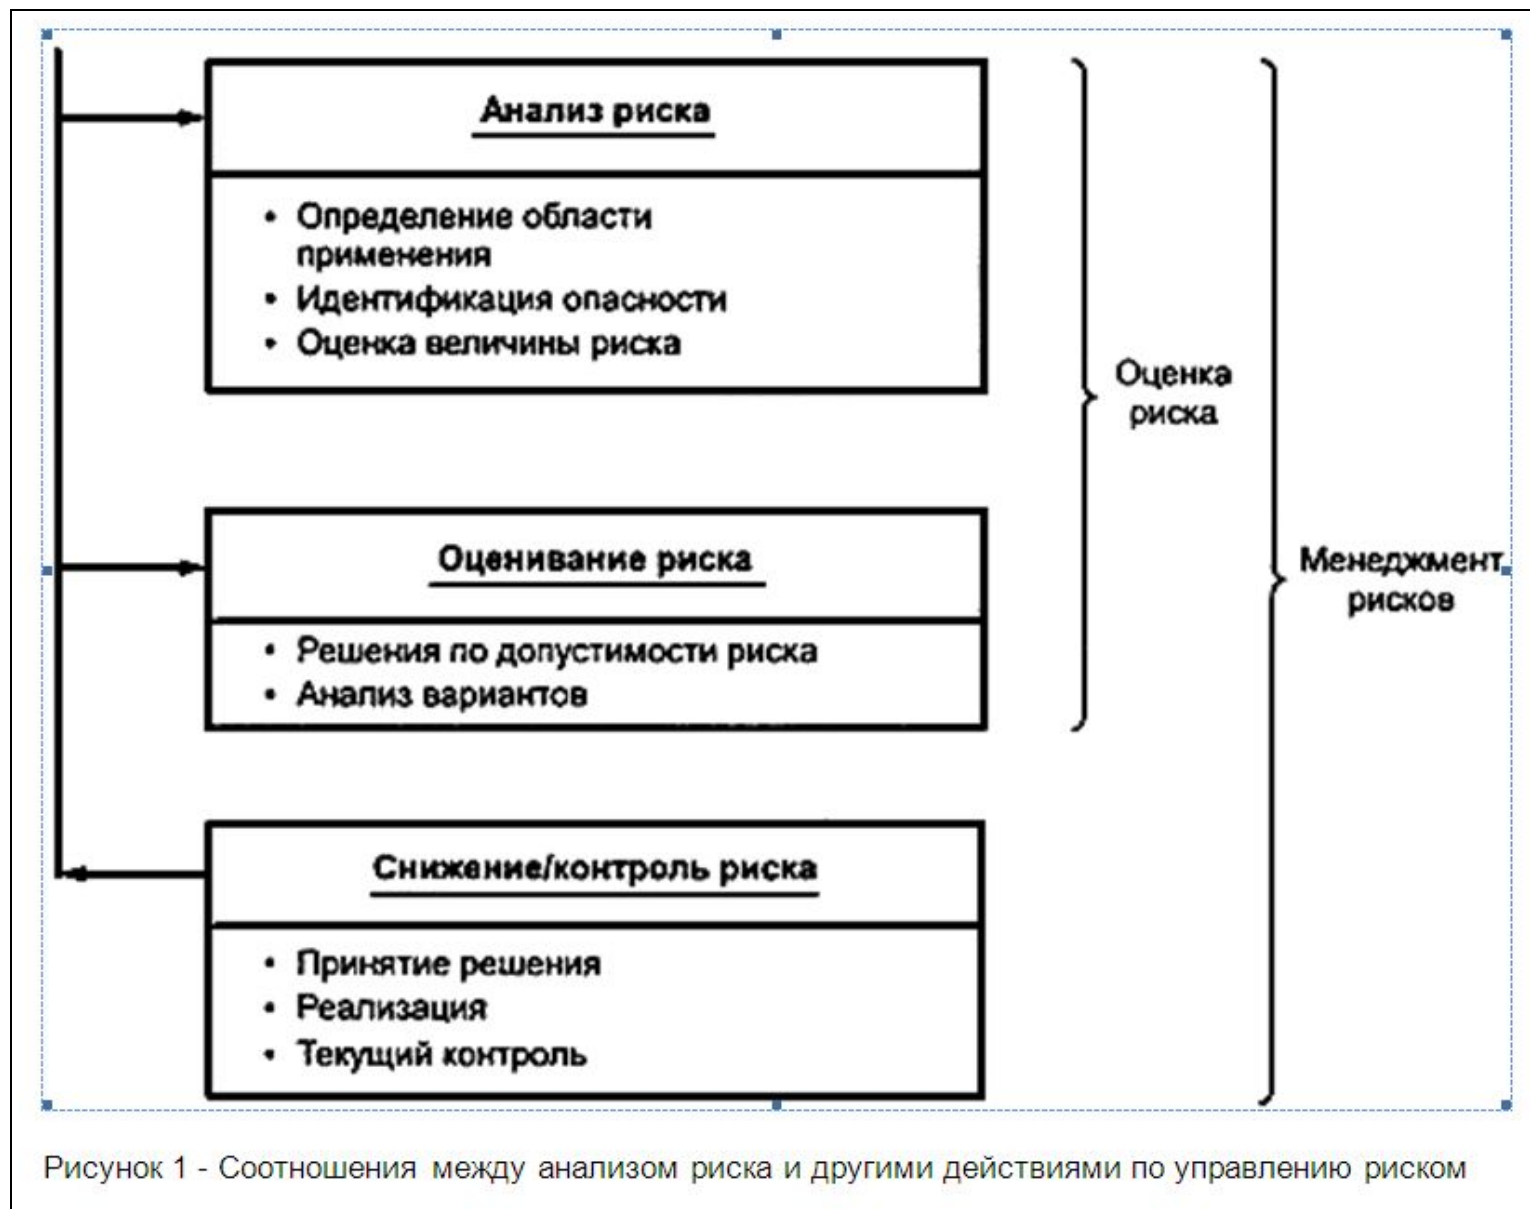 Анализ риска
• Определение области
применения
• Идентификация опасности
• Оценка величины риска
Оценка
риска
Оценивание риска
• Решения по допустимости риска
• Анализ вариантов
Менеджмент
рисков
Снижение/контроль риска
• Принятие решения
• Реализация
• Текущий контроль
Рисунок 1 - Соотношения между анализом риска и другими действиями по управлению риском